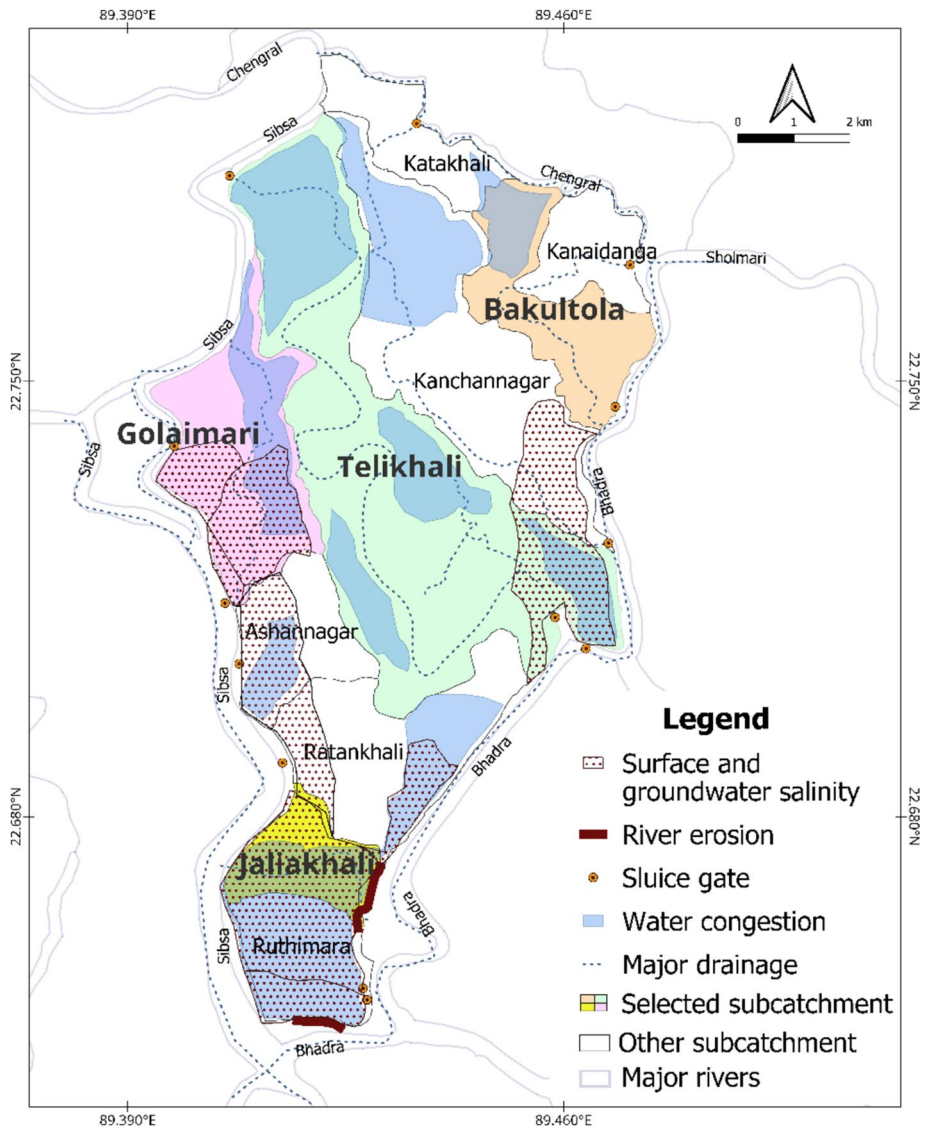 89.390°E
89.460°E
Chengral
Sibsa
0 1 2 km
Katakhali
Chengral
Kanaidanga
Sholmari
Bakultola
Sibsa
22.750°N
22.750°N
Kanchannagar
Golaimari
Sibsa
Telikhali
Bhadra
Ashannagar
Sibsa
Ratankhali
Bhadra
22.680°N
22.680°N
Jaliakhali
Bhadra
Sibsa
Ruthimara
Bhadra
Legend
Surface and
groundwater salinity
River erosion
Sluice gate
Water congestion
Major drainage
Selected subcatchment
Other subcatchment
Major rivers
89.390°E
89.460°E